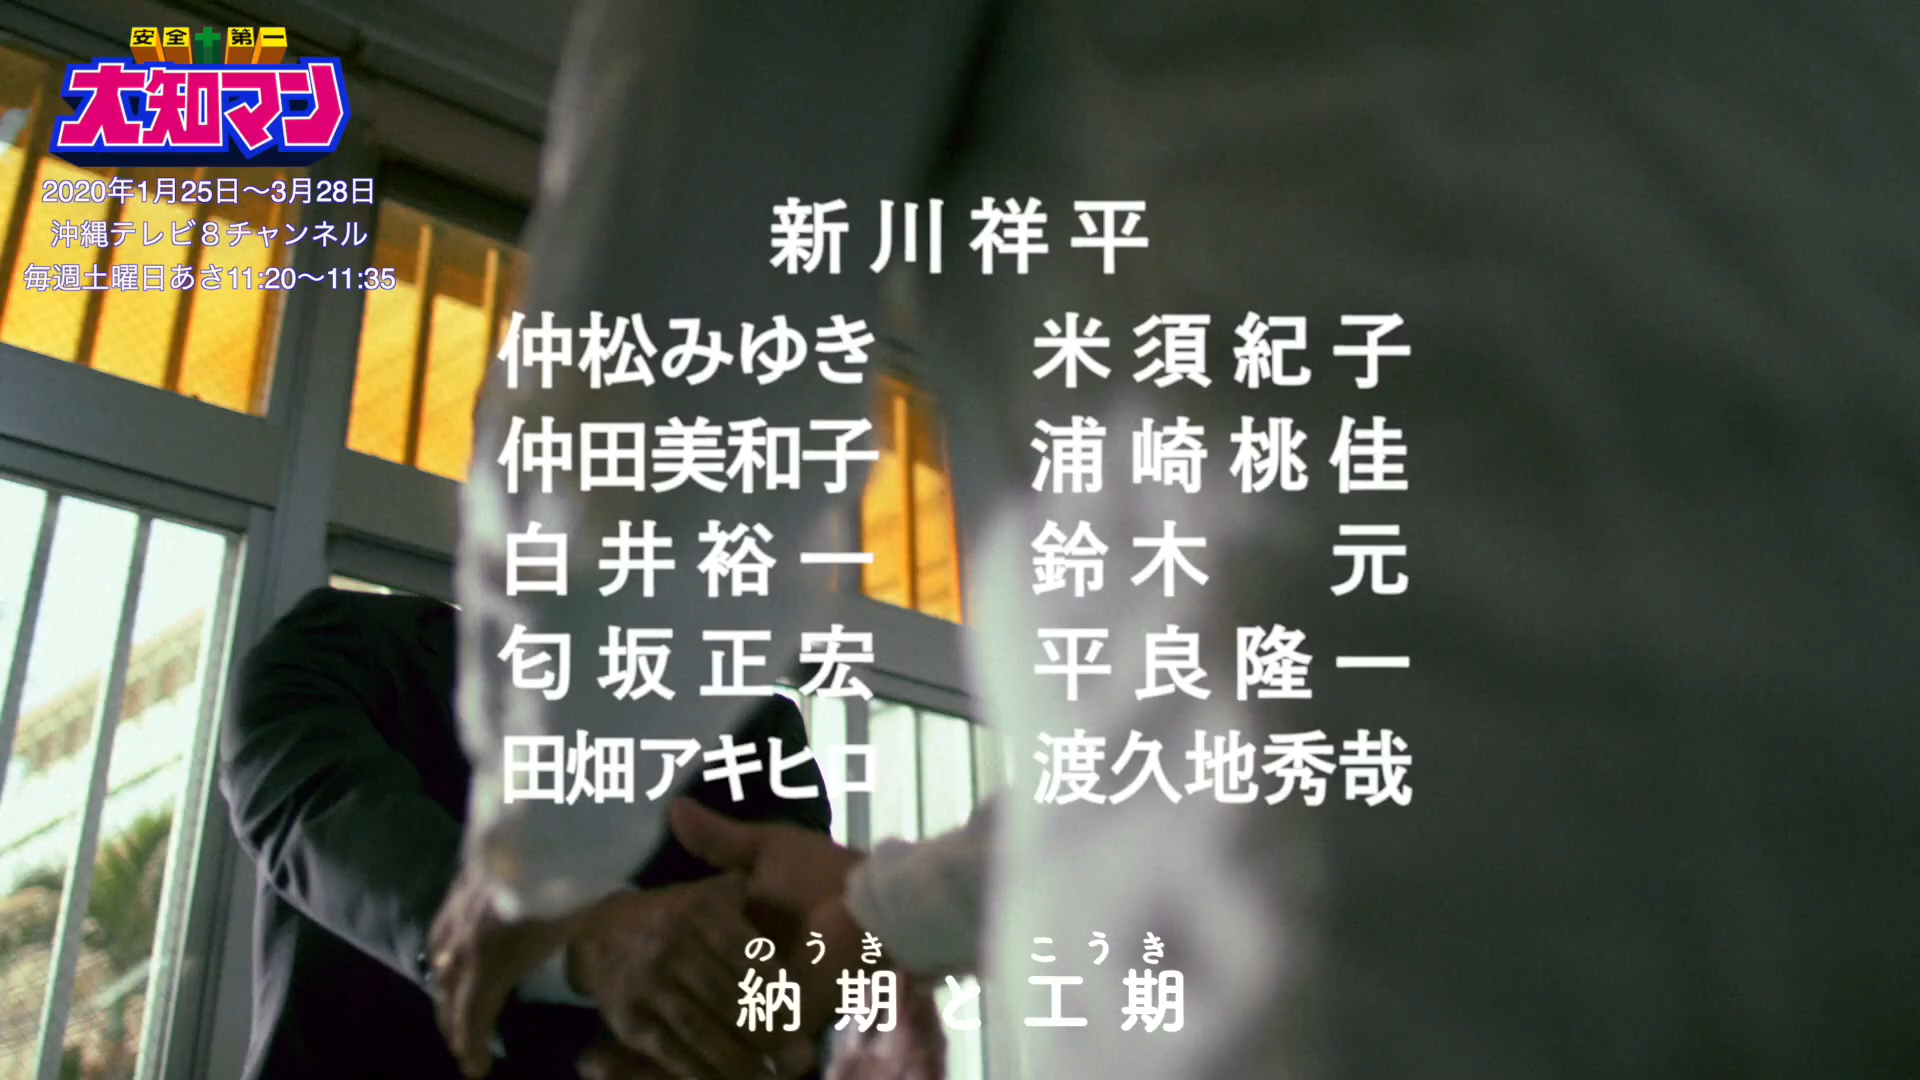 安全＋第一
大知マン
2020年1月25日〜3月28日
沖縄テレビ８チャンネル
毎週土曜日あさ11:20〜11:35
新川祥平
仲松みゆき 米須紀子
仲田美和子 浦崎桃佳
白井裕一 鈴木 元
匂坂正宏 平良隆一
田畑アキヒロ 渡久地秀哉
のうき こうき
納期と工期